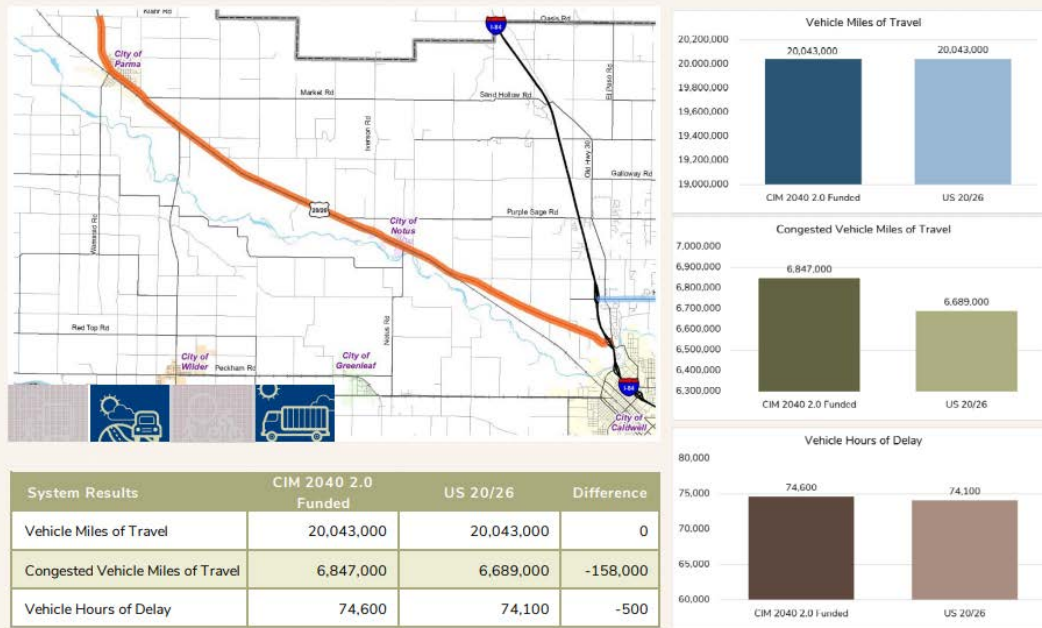 Oasis Rd
I-84
City of
Parma
Market Rd
Sand Hollow Rd
El Paso Rd
Iverson Rd
Old Hwy 30
Galloway Rd
20/26
Purple Sage Rd
City of
Notus
Wamstad Rd
Red Top Rd
Notus Rd
City of
Wilder
Peckham Rd
City of
Greenleaf
I-84
City of
Caldwell
System Results
CIM 2040 2.0
Funded
US 20/26
Difference
Vehicle Miles of Travel 20,043,000 20,043,000 0
Congested Vehicle Miles of Travel 6,847,000 6,689,000 -158,000
Vehicle Hours of Delay 74,600 74,100 -500
Vehicle Miles of Travel
20,200,000
20,000,000
19,800,000
19,600,000
19,400,000
19,200,000
19,000,000
20,043,000 20,043,000
CIM 2040 2.0 Funded US 20/26
Congested Vehicle Miles of Travel
7,000,000
6,900,000
6,800,000
6,700,000
6,600,000
6,500,000
6,400,000
6,300,000
6,847,000 6,689,000
CIM 2040 2.0 Funded US 20/26
Vehicle Hours of Delay
80,000
75,000
70,000
65,000
60,000
74,600 74,100
CIM 2040 2.0 Funded US 20/26